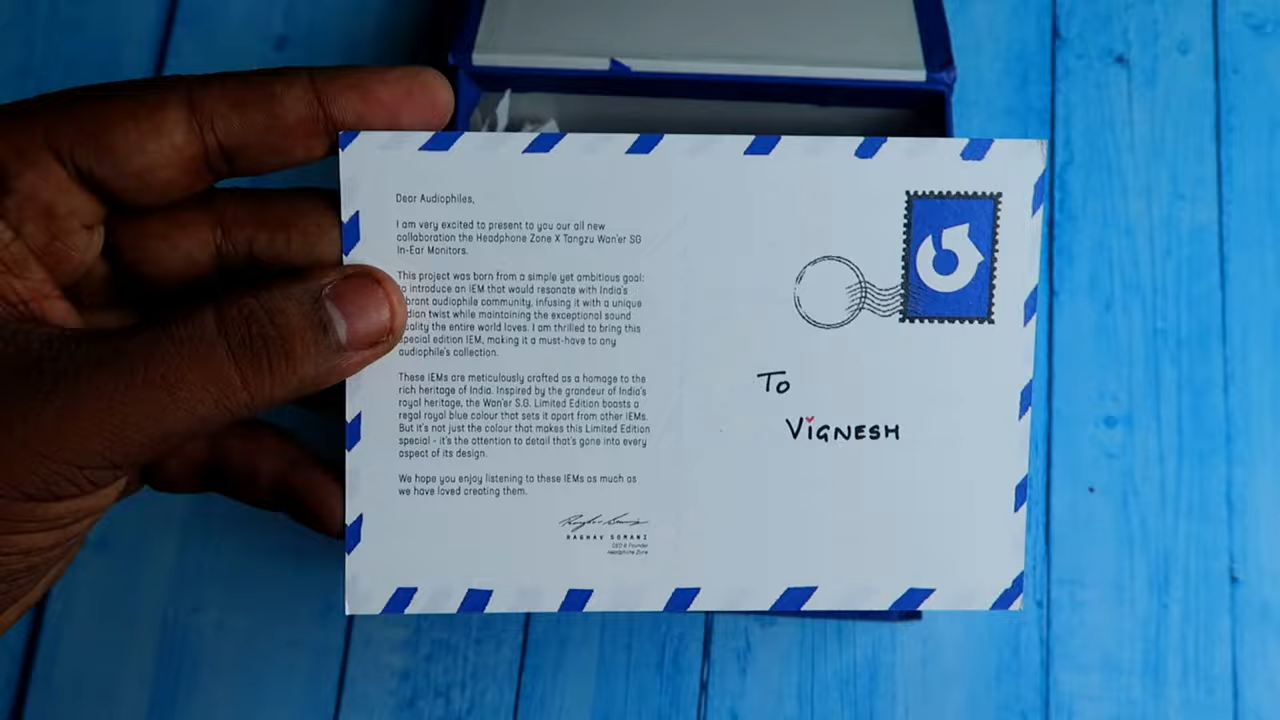 Dear Audiophiles,
I am very excited to present to you our all new
collaboration the Headphone Zone X Tangzu Wan'er SG
In-Ear Monitors.
This project was born from a simple yet ambitious goal:
introduce an IEM that would resonate with India's
audiophile community, infusing it with a unique
twist while maintaining the exceptional sound
the entire world loves. I am thrilled to bring this
special edition IEM, making it a must-have to any
audiophile's collection.
These IEMs are meticulously crafted as a homage to the
rich heritage of India. Inspired by the grandeur of India's
royal heritage, the Wan'er S.G. Limited Edition boasts a
regal royal blue colour that sets it apart from other IEMs.
But it's not just the colour that makes this Limited Edition
special - it's the attention to detail that's gone into every
aspect of its design.
We hope you enjoy listening to these IEMs as much as
we have loved creating them.
RAGHAV SOMANI
CEO & Founder
Headphone Zone
To
VIGNESH